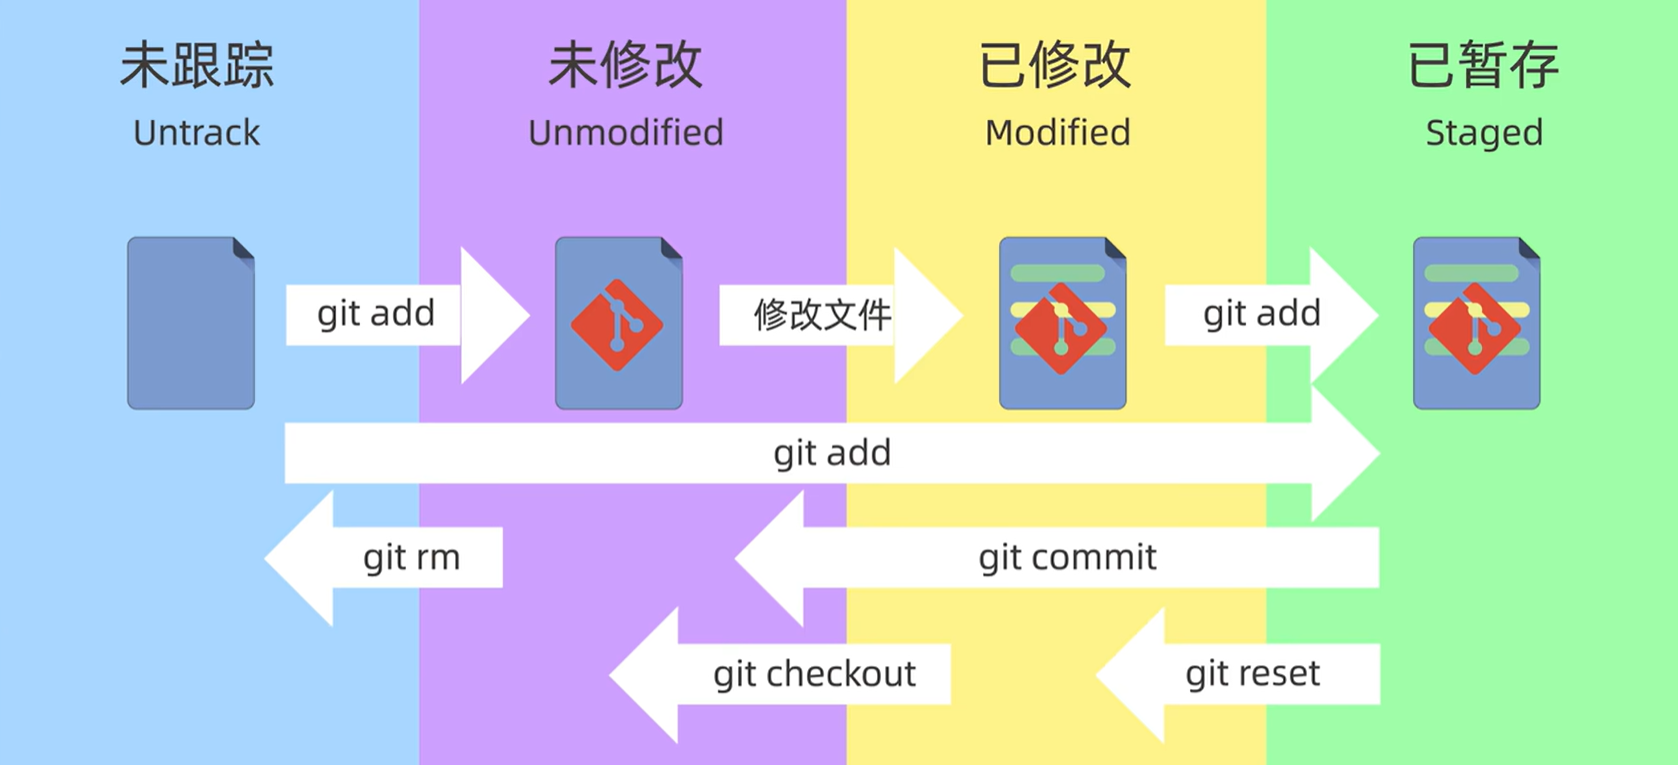 未跟踪
Untrack
未修改
Unmodified
已修改
Modified
已暂存
Staged
git add
修改文件
git add
git add
git rm
git commit
git checkout
git reset